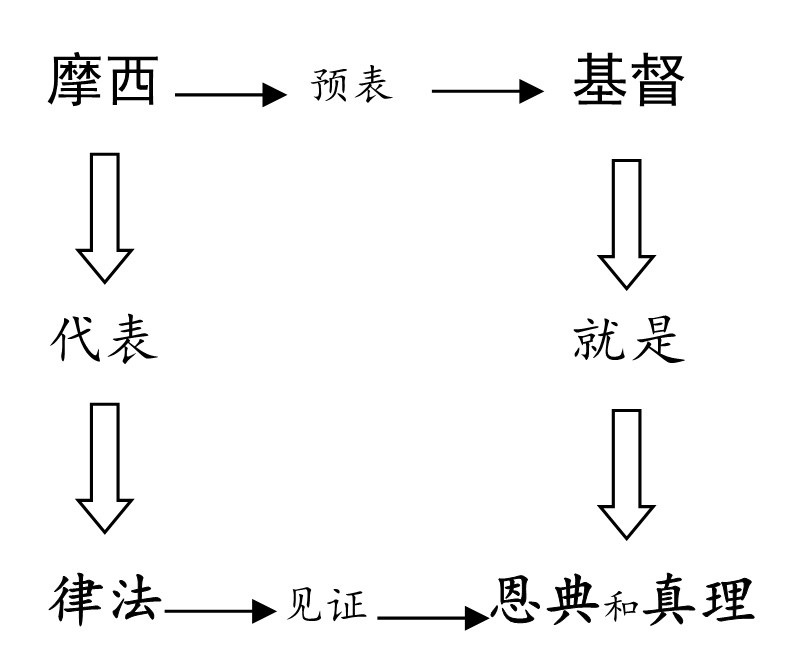 摩西 预表 基督
代表 就是
律法 见证 恩典和真理